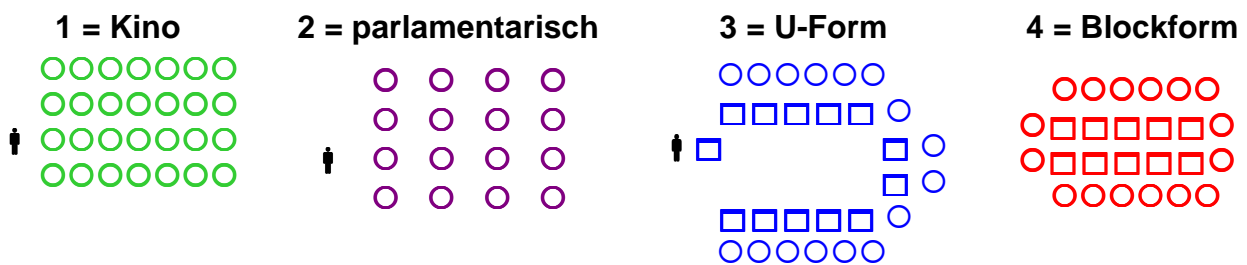 1 = Kino
2 = parlamentarisch
3 = U-Form
4 = Blockform